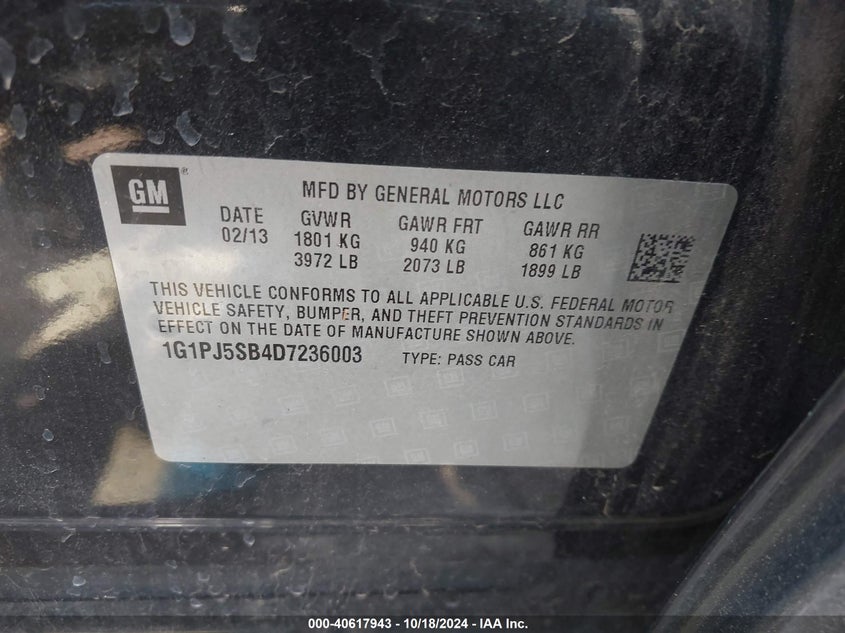 GM®
MFD BY GENERAL MOTORS LLC
DATE GVWR GAWR FRT GAWR RR
02/13 1801 KG 940 KG 861 KG
3972 LB 2073 LB 1899 LB
THIS VEHICLE CONFORMS TO ALL APPLICABLE U.S. FEDERAL MOTOR
VEHICLE SAFETY, BUMPER, AND THEFT PREVENTION STANDARDS IN
EFFECT ON THE DATE OF MANUFACTURE SHOWN ABOVE.
1G1PJ5SB4D7236003 TYPE: PASS CAR
000-40617943 - 10/18/2024 - IAA Inc.